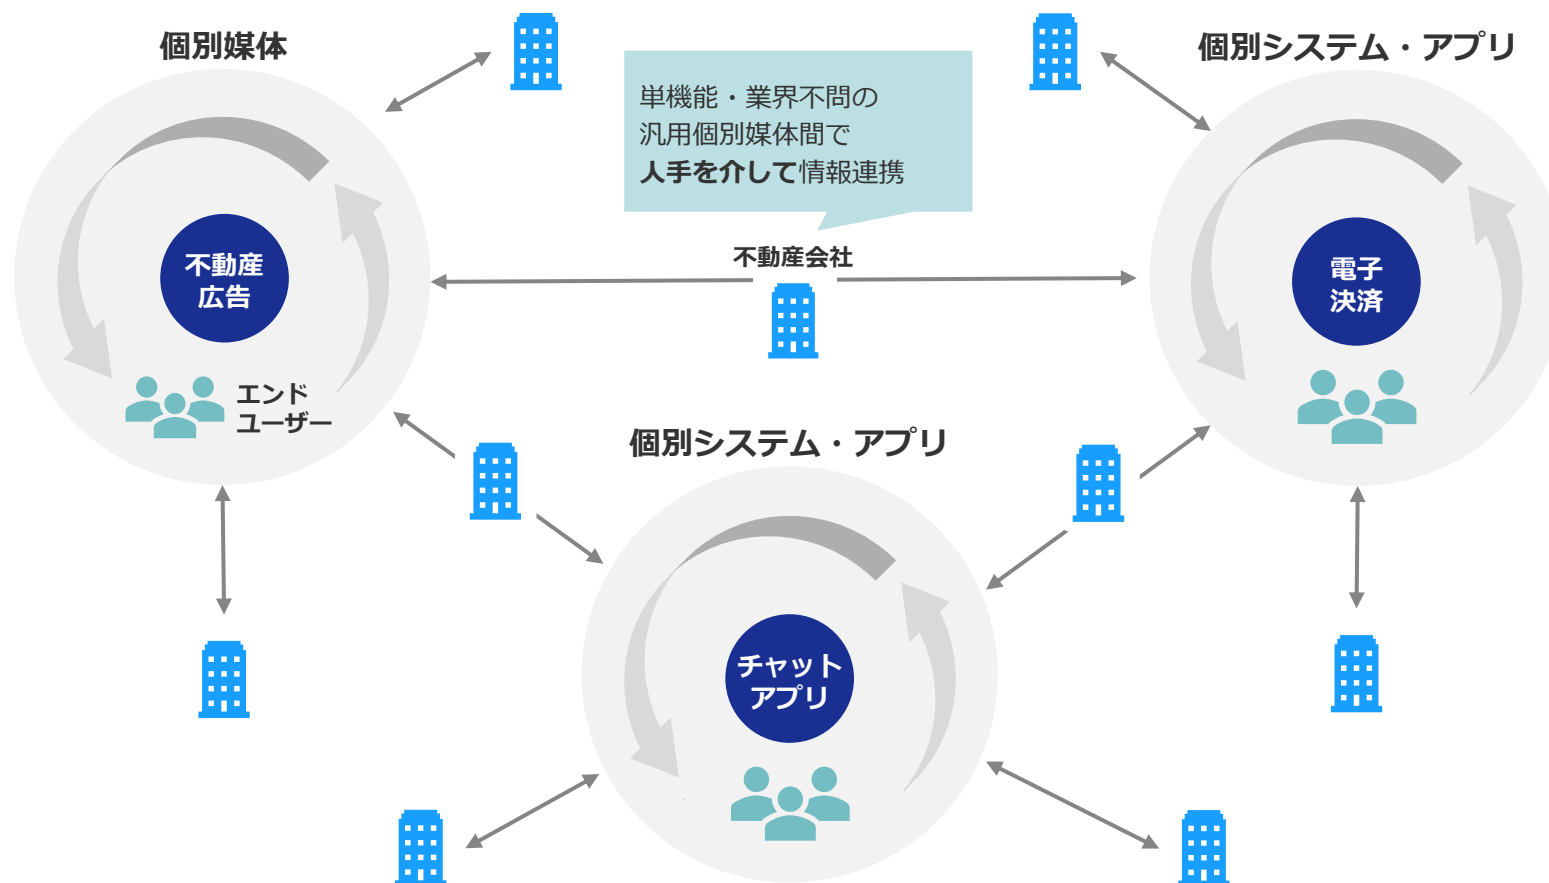 個別媒体
個別システム・アプリ
単機能・業界不問の
汎用個別媒体間で
人手を介して情報連携
不動産会社
不動産
広告
電子
決済
エンド
ユーザー
個別システム・アプリ
チャット
アプリ